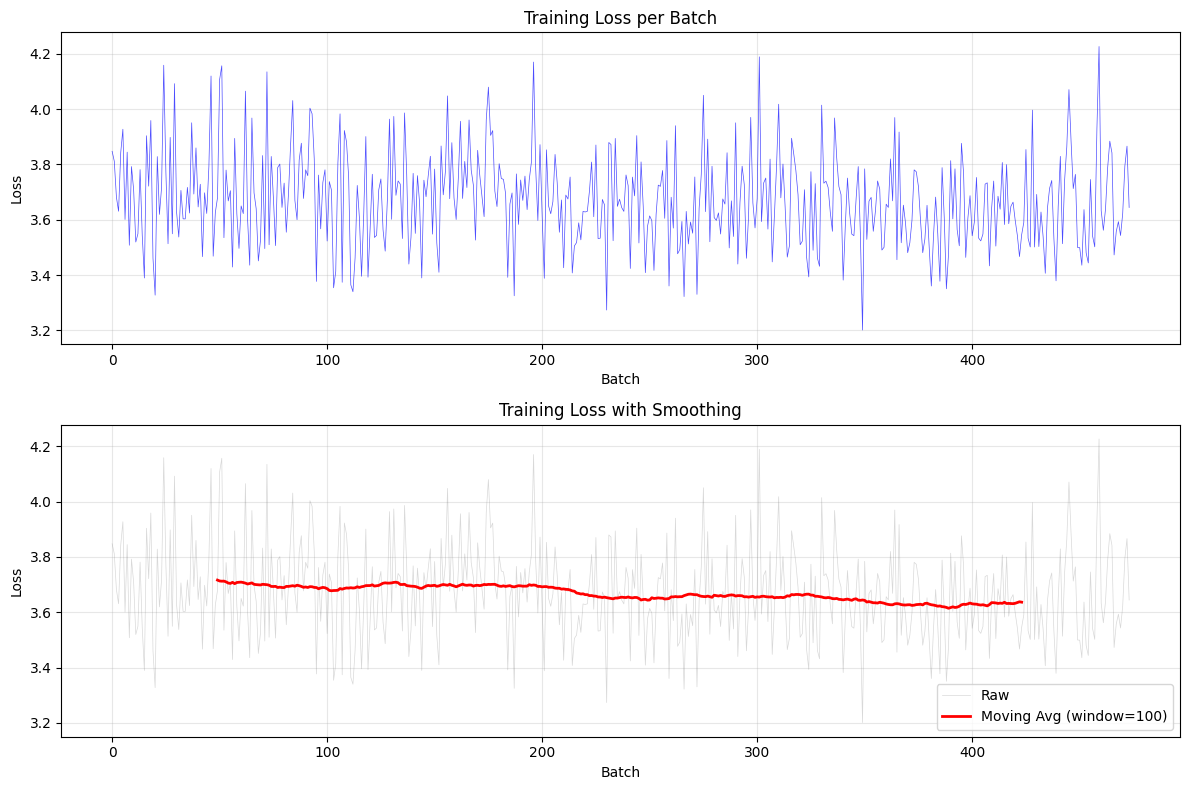 Training Loss per Batch
4.2
4.0
3.8
3.6
3.4
3.2
Loss
0 100 200 300 400
Batch
Training Loss with Smoothing
4.2
4.0
3.8
3.6
3.4
3.2
Loss
Raw
Moving Avg (window=100)
0 100 200 300 400
Batch